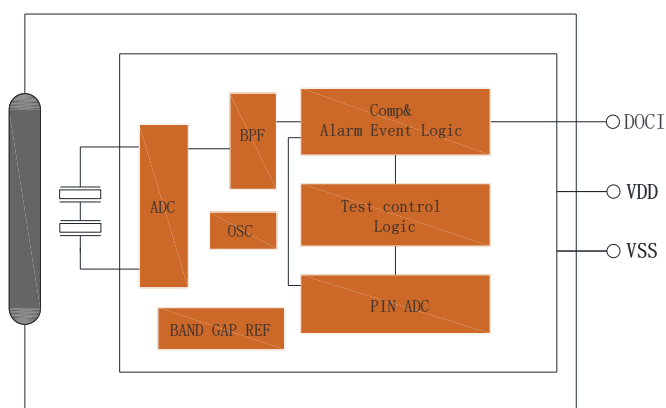 Comp&
Alarm Event Logic
DOCI
BPF
ADC
Test control
Logic
VDD
OSC
VSS
PIN ADC
BAND GAP REF